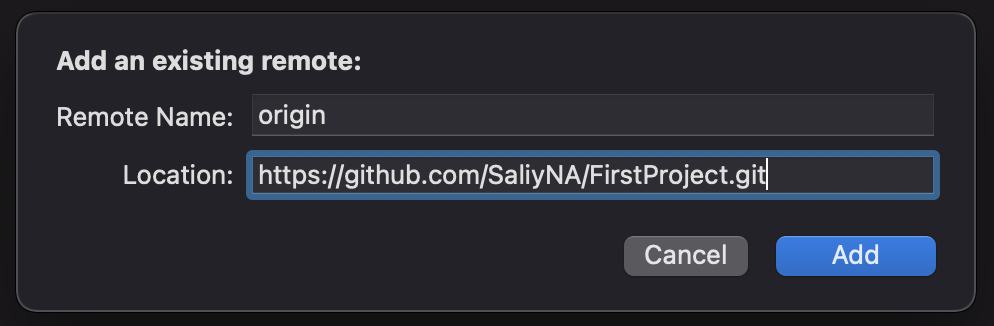 Add an existing remote:
Remote Name: origin
Location: https://github.com/SaliyNA/FirstProject.git
Cancel Add